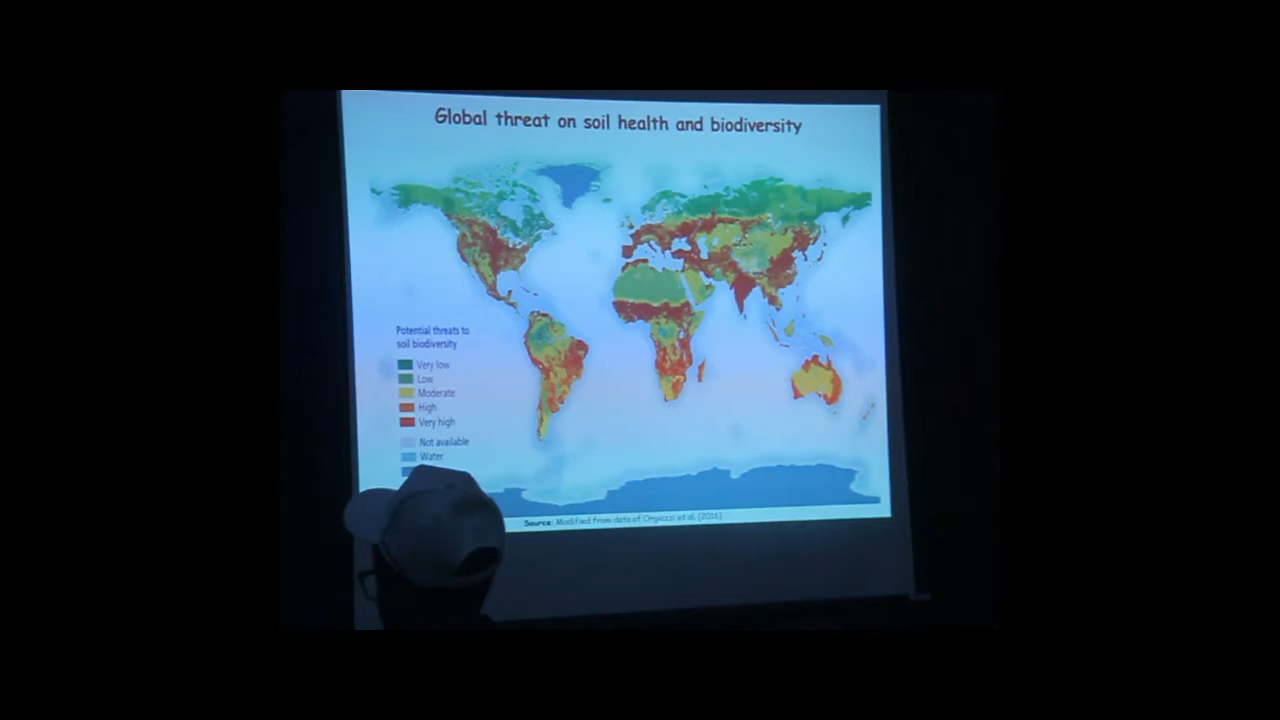 Global threat on soil health and biodiversity
Potential threats to
soil biodiversity
Very low
Low
Moderate
High
Very high
Not available
Water
Source: Modified from data of Orgiazzi et al. (2016)